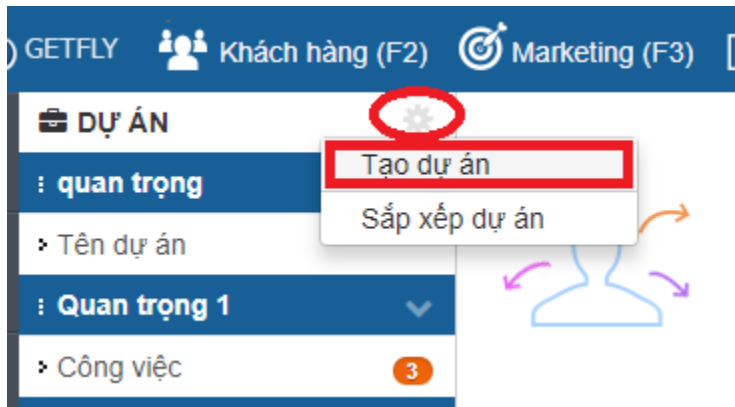 GETFLY Khách hàng (F2) Marketing (F3)
DỰ ÁN
Tạo dự án
quan trọng
Sắp xếp dự án
Tên dự án
Quan trọng 1
Công việc 3